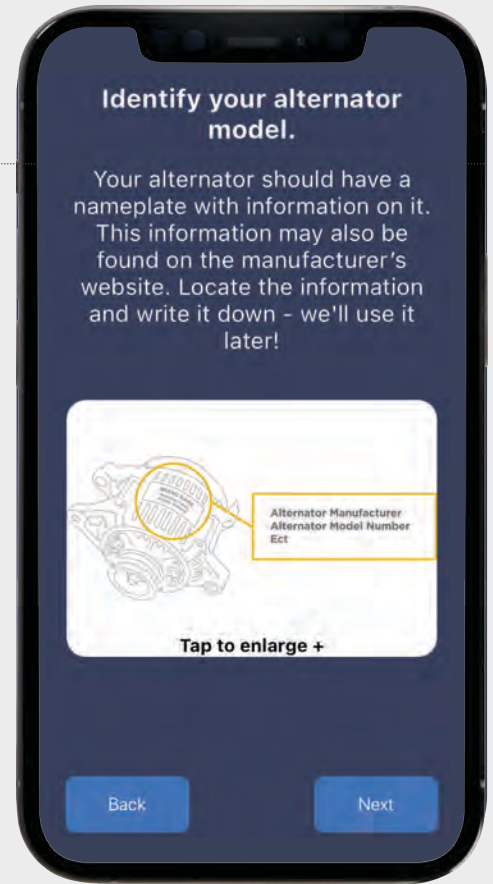 Identify your alternator
model.
Your alternator should have a
nameplate with information on it.
This information may also be
found on the manufacturer's
website. Locate the information
and write it down - we'll use it
later!
Alternator Manufacturer
Alternator Model Number
Ect
Tap to enlarge +
Back
Next